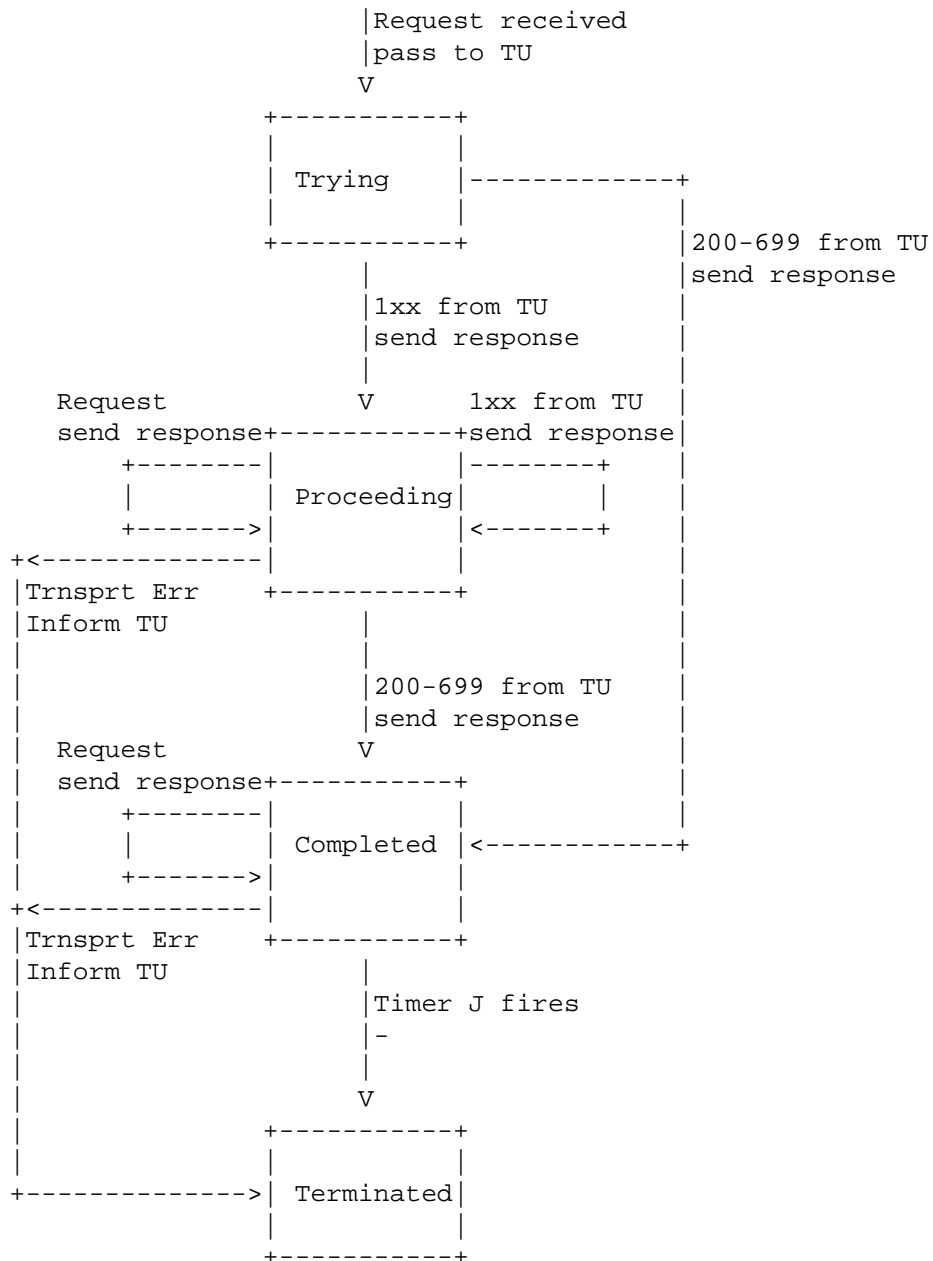 Request received
pass to TU
Trying
200-699 from TU
send response
1xx from TU
send response
Request
send response
1xx from TU
send response
Proceeding
Trnsprt Err
Inform TU
200-699 from TU
send response
Request
send response
Completed
Trnsprt Err
Inform TU
Timer J fires
-
Terminated